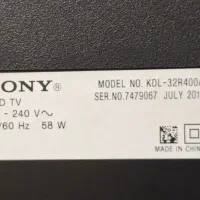 SONY®
D TV
- 240 V~
/60 Hz 58 W
MODEL NO. KDL-32R400A
SER.NO.7479067 JULY 201
MADE IN CHINA